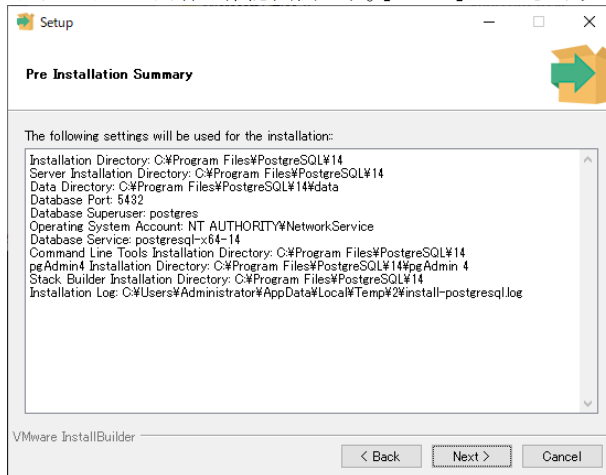 Setup
Pre Installation Summary
The following settings will be used for the installation::
Installation Directory: C:¥Program Files¥PostgreSQL¥14
Server Installation Directory: C:¥Program Files¥PostgreSQL¥14
Data Directory: C:¥Program Files¥PostgreSQL¥14¥data
Database Port: 5432
Database Superuser: postgres
Operating System Account: NT AUTHORITY¥NetworkService
Database Service: postgresql-x64-14
Command Line Tools Installation Directory: C:¥Program Files¥PostgreSQL¥14
pgAdmin4 Installation Directory: C:¥Program Files¥PostgreSQL¥14¥pgAdmin 4
Stack Builder Installation Directory: C:¥Program Files¥PostgreSQL¥14
Installation Log: C:¥Users¥Administrator¥AppData¥Local¥Temp¥2¥install-postgresql.log
VMware InstallBuilder
< Back Next > Cancel